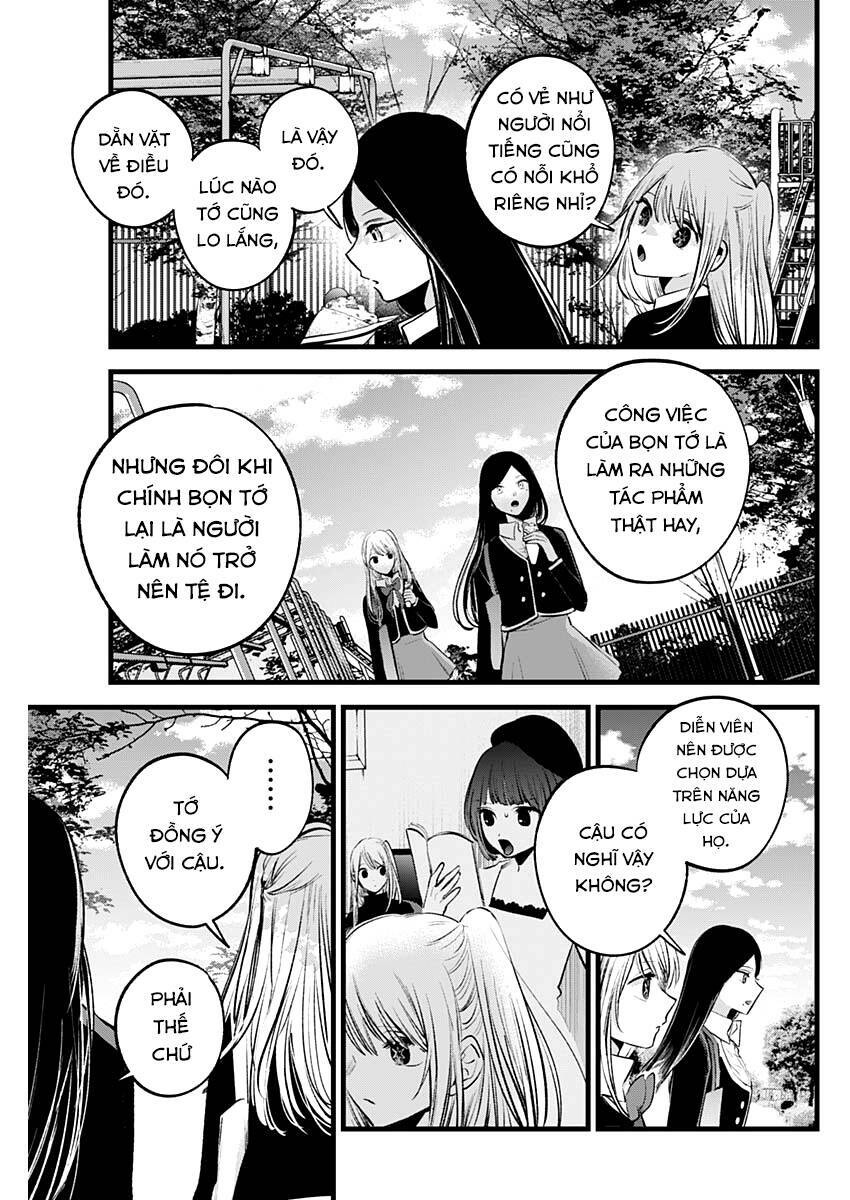 CÓ VẺ NHƯ
NGƯỜI NỔI
TIẾNG CŨNG
CÓ NỖI KHỔ
RIÊNG NHỈ?
LÀ VẬY
ĐÓ.
LÚC NÀO
TỚ CŨNG
LO LẮNG,
DẰN VẶT
VỀ ĐIỀU
ĐÓ.
CÔNG VIỆC
CỦA BỌN TỚ LÀ
LÀM RA NHỮNG
TÁC PHẨM
THẬT HAY,
NHƯNG ĐÔI KHI
CHÍNH BỌN TỚ
LẠI LÀ NGƯỜI
LÀM NÓ TRỞ
NÊN TỆ ĐI.
DIỄN VIÊN
NÊN ĐƯỢC
CHỌN DỰA
TRÊN NĂNG
LỰC CỦA
HỌ.
CẬU CÓ
NGHĨ VẬY
KHÔNG?
......
TỚ
ĐỒNG Ý
VỚI CẬU.
PHẢI
THẾ
CHỨ